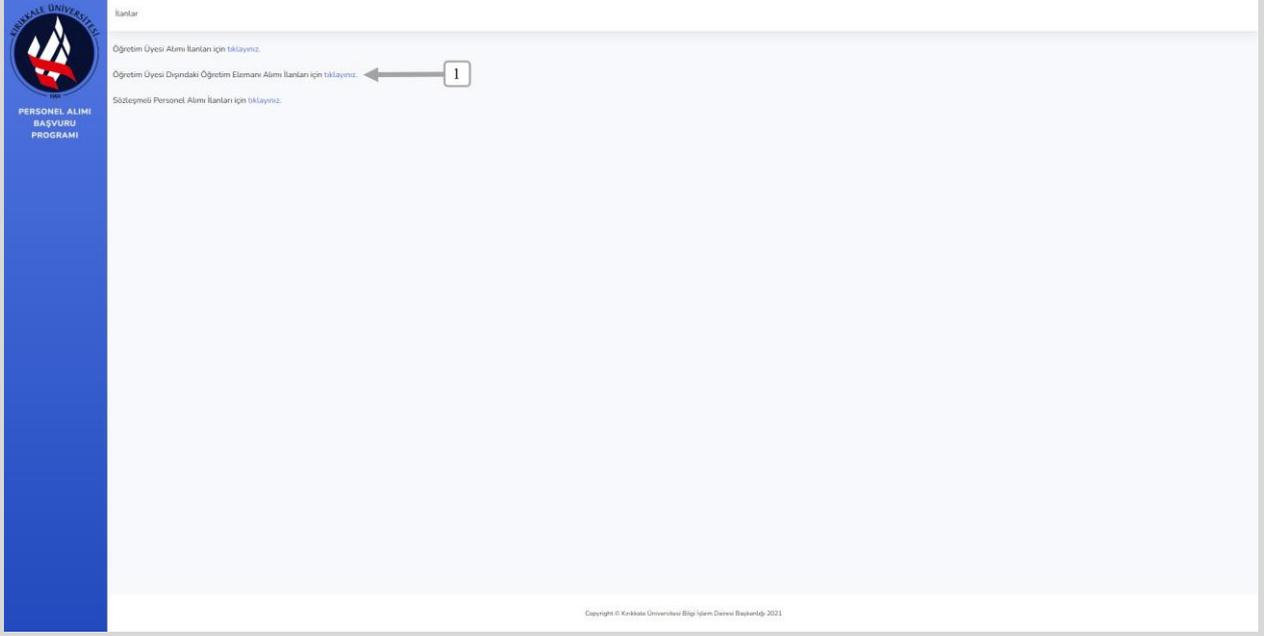 KIRIKKALE ÜNİVERSİTESİ
PERSONEL ALIMI
BAŞVURU
PROGRAMI
İlanlar
Öğretim Üyesi Alımı İlanları için tıklayınız.
Öğretim Üyesi Dışındaki Öğretim Elemanı Alımı İlanları için tıklayınız.
1
Sözleşmeli Personel Alımı İlanları için tıklayınız.
Copyright © Kırıkkale Üniversitesi Bilgi İşlem Dairesi Başkanlığı 2021